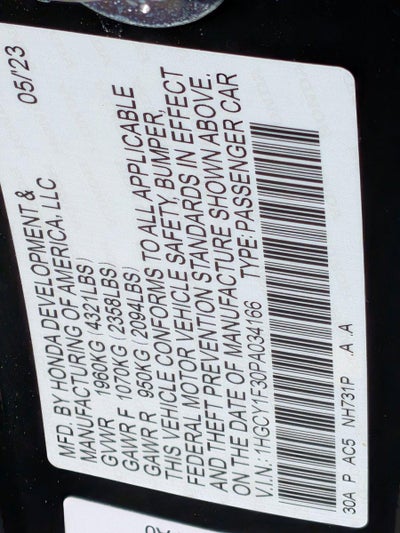 MFD. BY HONDA DEVELOPMENT & 05/'23
MANUFACTURING OF AMERICA, LLC
GVWR 1960KG (4321LBS)
GAWR F 1070KG (2358LBS)
GAWR R 950KG (2094LBS)
THIS VEHICLE CONFORMS TO ALL APPLICABLE
FEDERAL MOTOR VEHICLE SAFETY, BUMPER,
AND THEFT PREVENTION STANDARDS IN EFFECT
ON THE DATE OF MANUFACTURE SHOWN ABOVE.
V.I.N.: 1HGCY1F30PA034166 TYPE: PASSENGER CAR
30A P AC5 NH731P .A .A